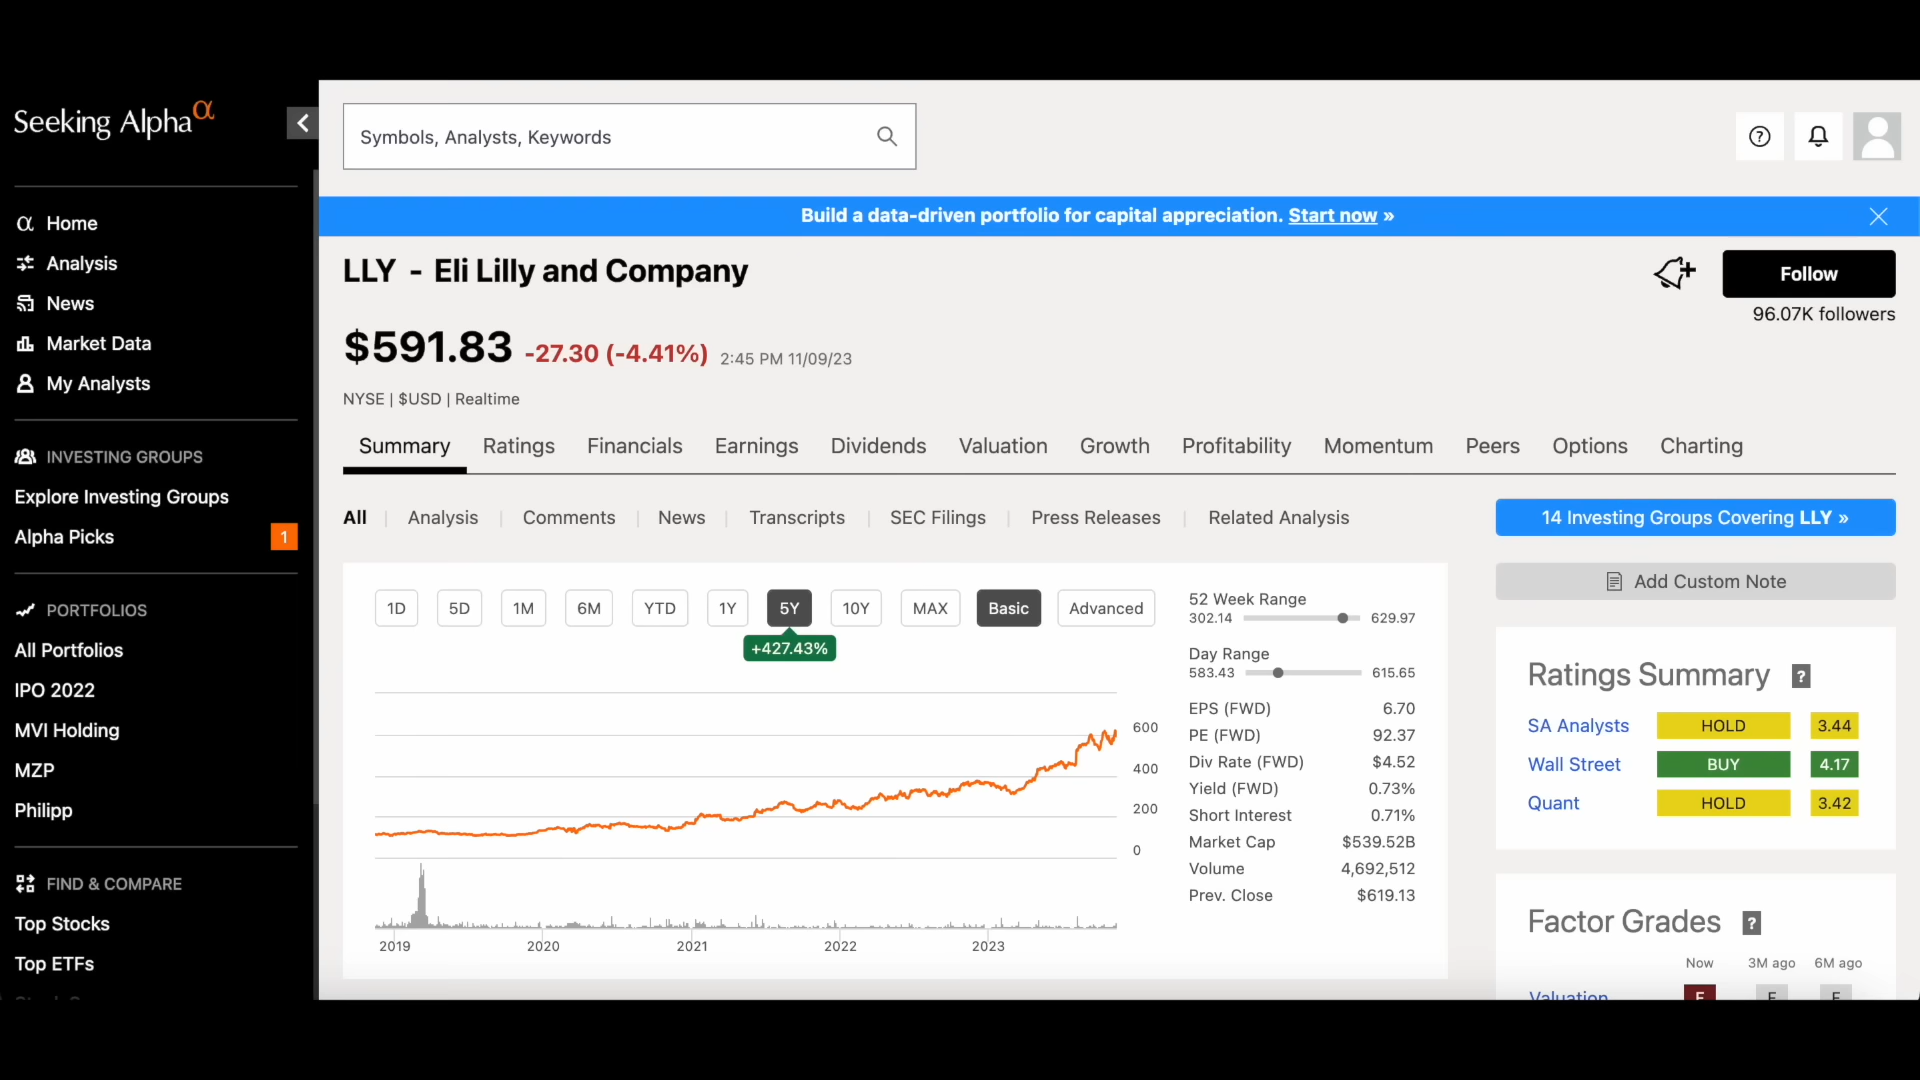 Seeking Alpha α
Home
Analysis
News
Market Data
My Analysts
INVESTING GROUPS
Explore Investing Groups
Alpha Picks 1
PORTFOLIOS
All Portfolios
IPO 2022
MVI Holding
MZP
Philipp
FIND & COMPARE
Top Stocks
Top ETFs
Symbols, Analysts, Keywords
Build a data-driven portfolio for capital appreciation. Start now »
LLY - Eli Lilly and Company
Follow
96.07K followers
$591.83 -27.30 (-4.41%) 2:45 PM 11/09/23
NYSE | $USD | Realtime
Summary Ratings Financials Earnings Dividends Valuation Growth Profitability Momentum Peers Options Charting
All | Analysis | Comments | News | Transcripts | SEC Filings | Press Releases | Related Analysis
1D 5D 1M 6M YTD 1Y 5Y 10Y MAX Basic Advanced
+427.43%
600
400
200
0
2019 2020 2021 2022 2023
52 Week Range
302.14 629.97
Day Range
583.43 615.65
EPS (FWD) 6.70
PE (FWD) 92.37
Div Rate (FWD) $4.52
Yield (FWD) 0.73%
Short Interest 0.71%
Market Cap $539.52B
Volume 4,692,512
Prev. Close $619.13
14 Investing Groups Covering LLY »
Add Custom Note
Ratings Summary ?
SA Analysts HOLD 3.44
Wall Street BUY 4.17
Quant HOLD 3.42
Factor Grades ?
Now 3M ago 6M ago
Valuation F F F